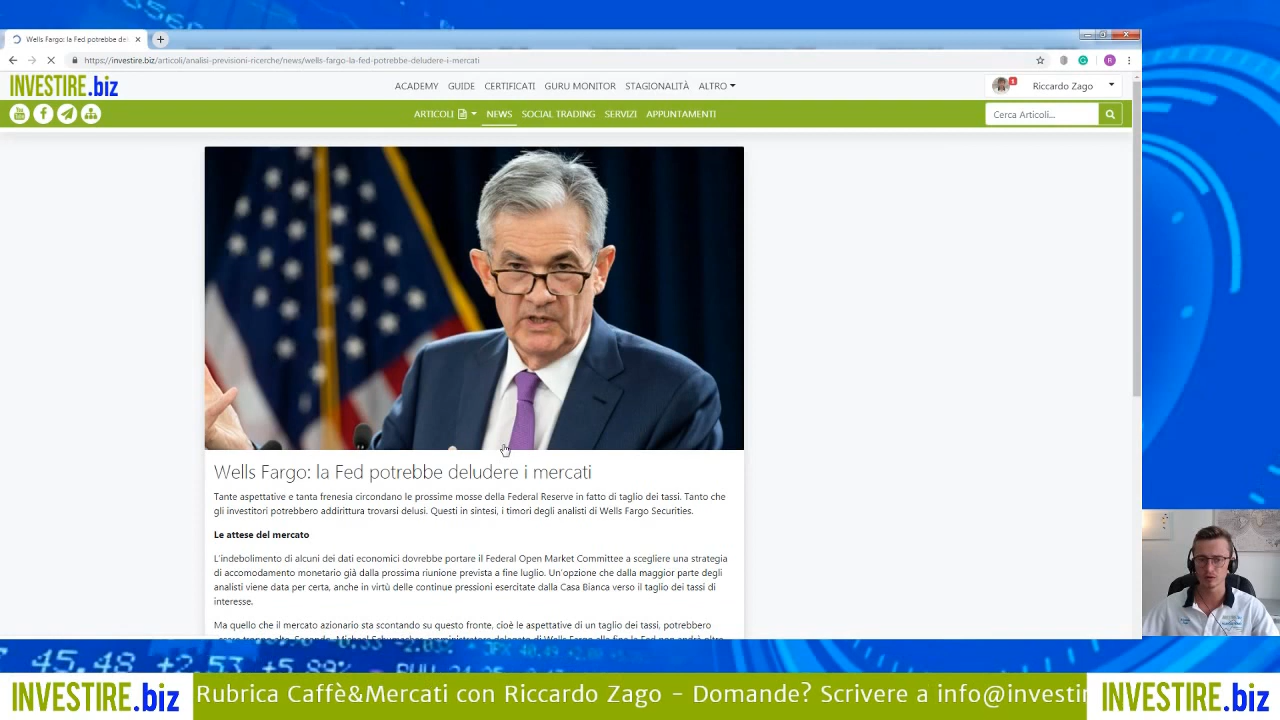 Wells Fargo: la Fed potrebbe de
https://investire.biz/articoli/analisi-previsioni-ricerche/news/wells-fargo-la-fed-potrebbe-deludere-i-mercati
R
INVESTIRE.biz
ACADEMY GUIDE CERTIFICATI GURU MONITOR STAGIONALITÀ ALTRO
1
Riccardo Zago
ARTICOLI NEWS SOCIAL TRADING SERVIZI APPUNTAMENTI
Cerca Articoli...
Wells Fargo: la Fed potrebbe deludere i mercati
Tante aspettative e tanta frenesia circondano le prossime mosse della Federal Reserve in fatto di taglio dei tassi. Tanto che
gli investitori potrebbero addirittura trovarsi delusi. Questi in sintesi, i timori degli analisti di Wells Fargo Securities.
Le attese del mercato
L'indebolimento di alcuni dei dati economici dovrebbe portare il Federal Open Market Committee a scegliere una strategia
di accomodamento monetario già dalla prossima riunione prevista a fine luglio. Un'opzione che dalla maggior parte degli
analisti viene data per certa, anche in virtù delle continue pressioni esercitate dalla Casa Bianca verso il taglio dei tassi di
interesse.
Ma quello che il mercato azionario sta scontando su questo fronte, cioè le aspettative di un taglio dei tassi, potrebbero
45.48 +2.53 +5.89%
INVESTIRE.biz
Rubrica Caffè&Mercati con Riccardo Zago - Domande? Scrivere a info@investir
INVESTIRE.biz